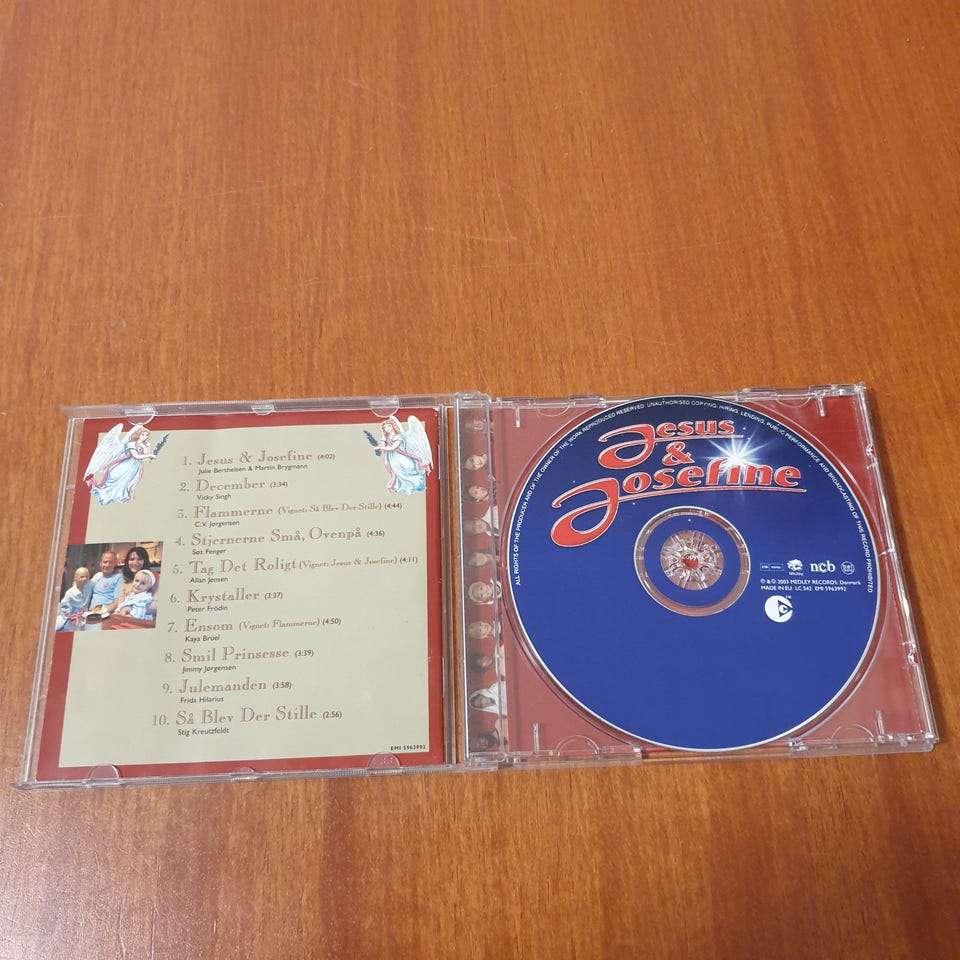 1. Jesus & Josefine (4:02)
Julie Berthelsen & Martin Brygmann
2. December (3:34)
Vicky Singh
3. Flammerne (Vignet: Så Blev Der Stille) (4:44)
C.V. Jørgensen
4. Stjernerne Små, Ovenpå (4:36)
Søs Fenger
5. Tag Det Roligt (Vignet: Jesus & Josefine) (4:11)
Allan Jensen
6. Krystaller (3:37)
Peter Frödin
7. Ensom (Vignet: Flammerne) (4:50)
Kaya Brüel
8. Smil Prinsesse (3:39)
Jimmy Jørgensen
9. Julemanden (3:58)
Frida Hilarius
10. Så Blev Der Stille (2:56)
Stig Kreutzfeldt
EMI 5963992
ALL RIGHTS OF THE PRODUCER AND OF THE OWNER OF THE WORK REPRODUCED RESERVED. UNAUTHORISED COPYING, HIRING, LENDING, PUBLIC PERFORMANCE AND BROADCASTING OF THIS RECORD PROHIBITED
Jesus
&
Josefine
ncb
℗ & © 2003 MEDLEY RECORDS, Denmark
MADE IN EU LC 542 EMI 5963992